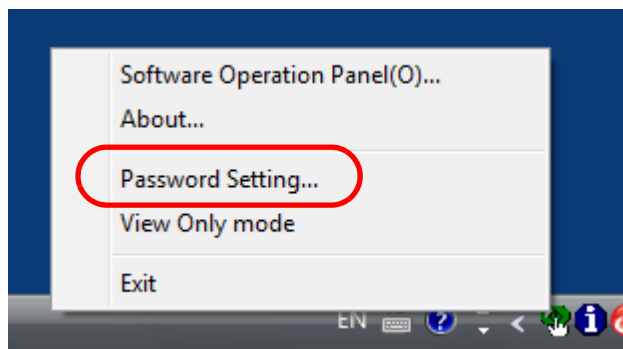 Software Operation Panel(O)...
About...
Password Setting...
View Only mode
Exit
EN